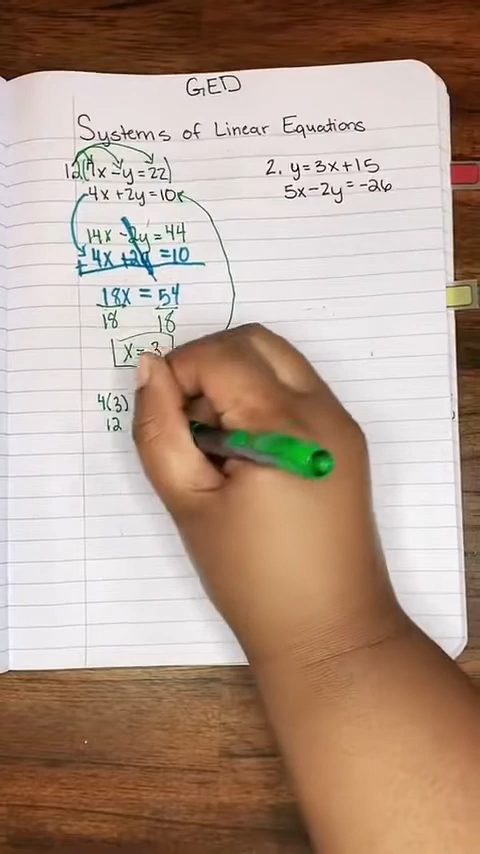 GED
Systems of Linear Equations
1. 2(7x-y=22)
4x+2y=10
14x-2y=44
+ 4x+2y=10
18x=54
18 18
x=3
4(3)
12
2. y=3x+15
5x-2y=-26